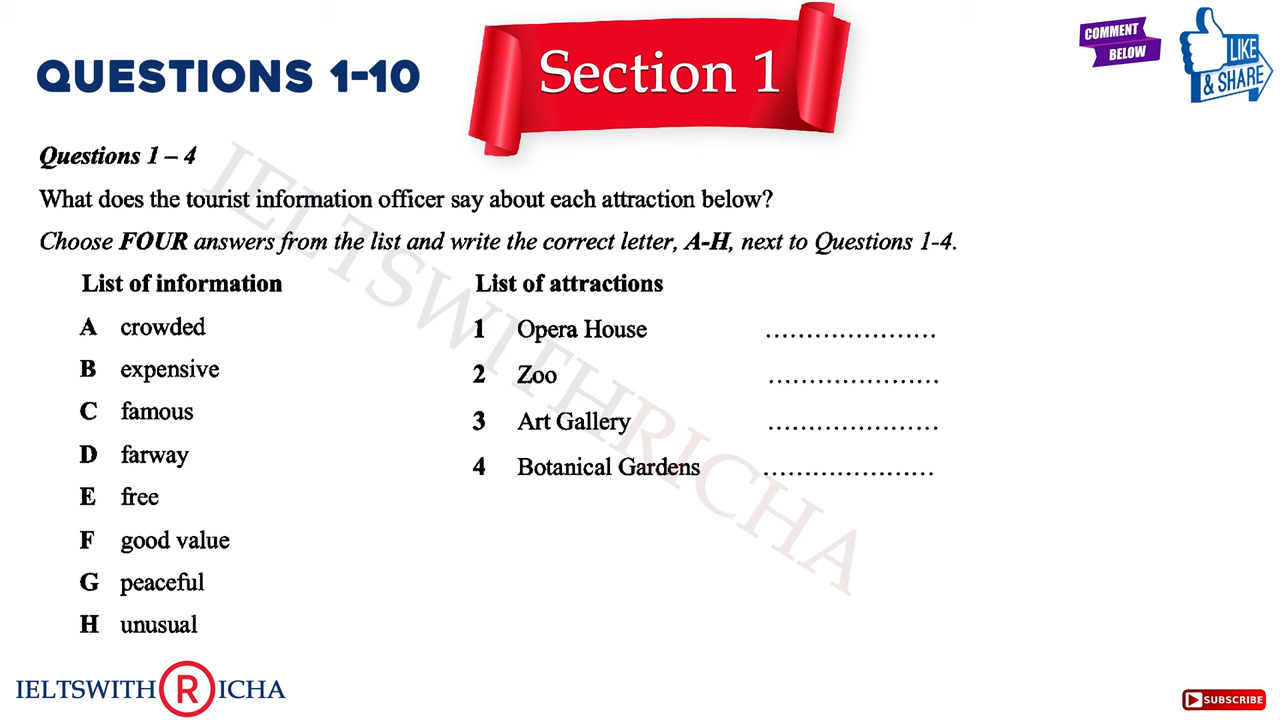 QUESTIONS 1-10
Section 1
COMMENT
BELOW
LIKE
& SHARE
Questions 1 – 4
What does the tourist information officer say about each attraction below?
Choose FOUR answers from the list and write the correct letter, A-H, next to Questions 1-4.
List of information
A crowded
B expensive
C famous
D farway
E free
F good value
G peaceful
H unusual
List of attractions
1 Opera House ......................
2 Zoo ......................
3 Art Gallery ......................
4 Botanical Gardens ......................
IELTSWITHRICHA
IELTSWITH R ICHA
SUBSCRIBE